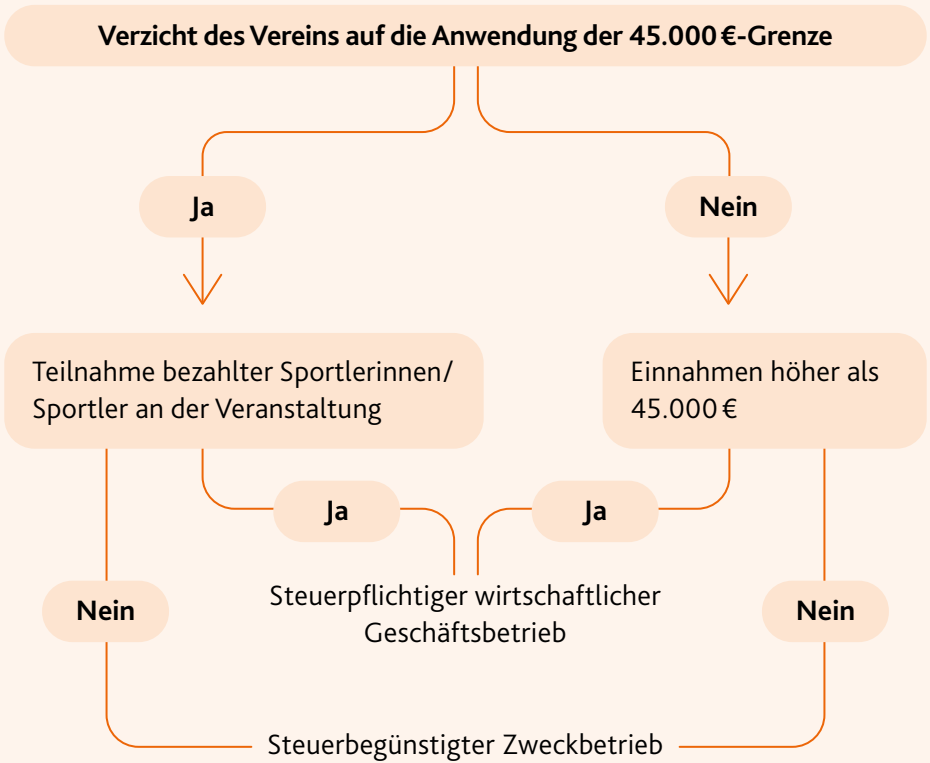 Verzicht des Vereins auf die Anwendung der 45.000 €-Grenze
Ja
Nein
Teilnahme bezahlter Sportlerinnen/
Sportler an der Veranstaltung
Einnahmen höher als
45.000 €
Ja
Ja
Nein
Steuerpflichtiger wirtschaftlicher
Geschäftsbetrieb
Nein
Steuerbegünstigter Zweckbetrieb